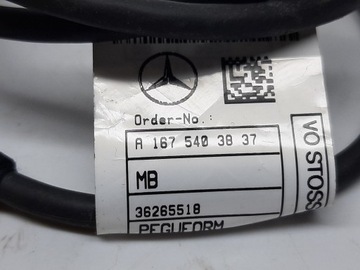 Order-No.:
A 167 540 38 37
MB
36265518
PEGUFORM
VO STOSS